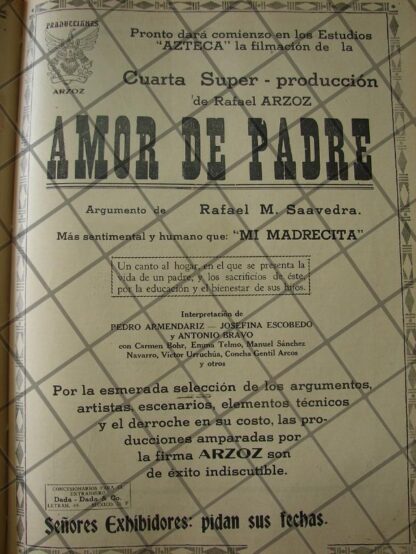 PRODUCCIONES
ARZOZ
Pronto dará comienzo en los Estudios
"AZTECA" la filmación de la
Cuarta Super - producción
de Rafael ARZOZ
AMOR DE PADRE
Argumento de Rafael M. Saavedra.
Más sentimental y humano que: "MI MADRECITA"
Un canto al hogar, en el que se presenta la
vida de un padre, y los sacrificios de éste,
por la educación y el bienestar de sus hijos.
Interpretación de
PEDRO ARMENDARIZ — JOSEFINA ESCOBEDO
y ANTONIO BRAVO
con Carmen Bohr, Emma Telmo, Manuel Sánchez
Navarro, Víctor Urruchúa, Concha Gentil Arcos
y otros
Por la esmerada selección de los argumentos,
artistas, escenarios, elementos técnicos
y el derroche en su costo, las pro-
ducciones amparadas por
la firma ARZOZ son
de éxito indiscutible.
CONCESIONARIOS PARA EL
EXTRANJERO
Dada - Dada & Co.
LETRAN, MEXICO, D. F.
Señores Exhibidores: pidan sus fechas.